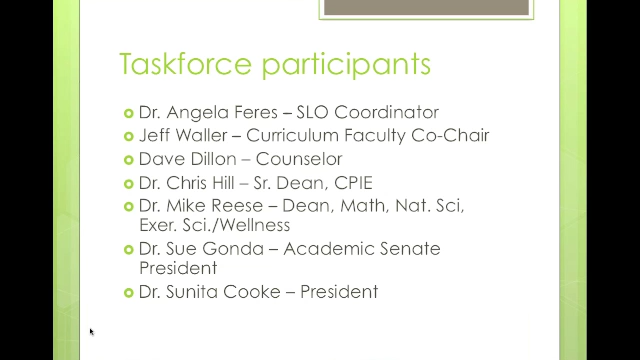 Taskforce participants
Dr. Angela Feres – SLO Coordinator
Jeff Waller – Curriculum Faculty Co-Chair
Dave Dillon – Counselor
Dr. Chris Hill – Sr. Dean, CPIE
Dr. Mike Reese – Dean, Math, Nat. Sci,
Exer. Sci./Wellness
Dr. Sue Gonda – Academic Senate
President
Dr. Sunita Cooke – President